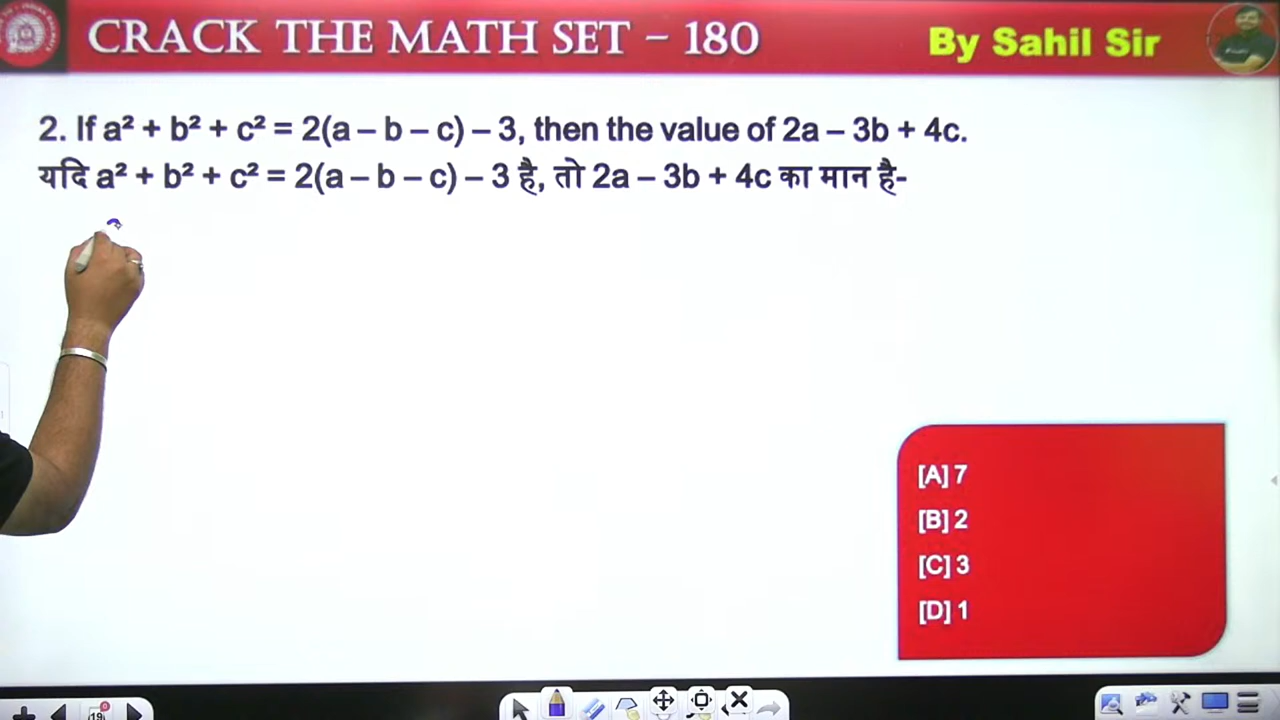 CRACK THE MATH SET – 180
By Sahil Sir
2. If a² + b² + c² = 2(a – b – c) – 3, then the value of 2a – 3b + 4c.
यदि a² + b² + c² = 2(a – b – c) – 3 है, तो 2a – 3b + 4c का मान है-
[A] 7
[B] 2
[C] 3
[D] 1
19